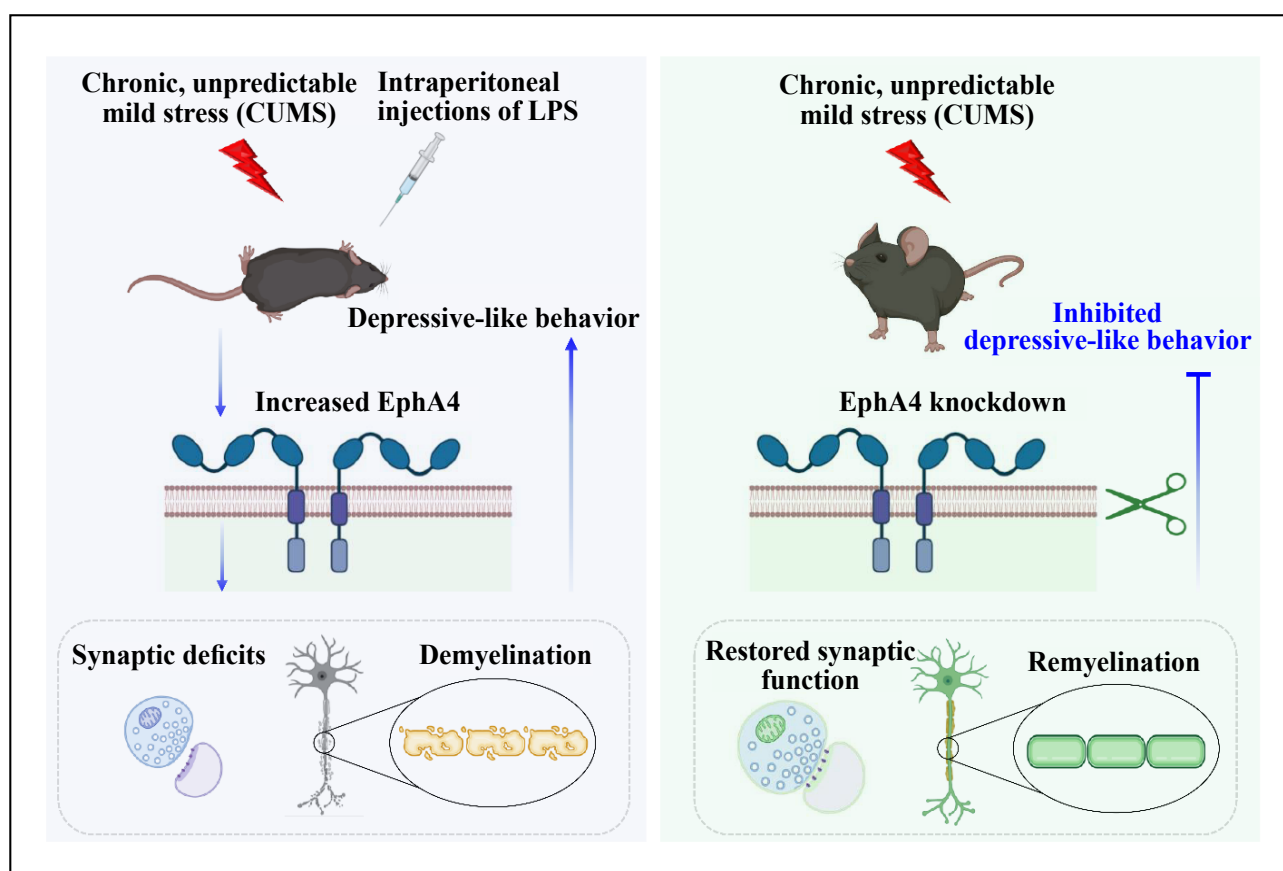 Chronic, unpredictable
mild stress (CUMS)
Intraperitoneal
injections of LPS
Depressive-like behavior
Increased EphA4
Synaptic deficits
Demyelination
Chronic, unpredictable
mild stress (CUMS)
Inhibited
depressive-like behavior
EphA4 knockdown
Restored synaptic
function
Remyelination